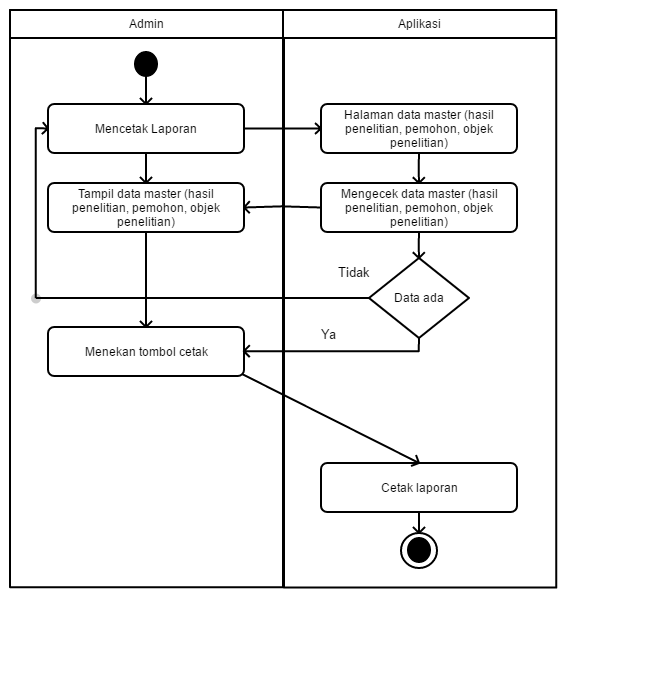 Admin
Aplikasi
Mencetak Laporan
Halaman data master (hasil
penelitian, pemohon, objek
penelitian)
Tampil data master (hasil
penelitian, pemohon, objek
penelitian)
Mengecek data master (hasil
penelitian, pemohon, objek
penelitian)
Tidak
Data ada
Ya
Menekan tombol cetak
Cetak laporan